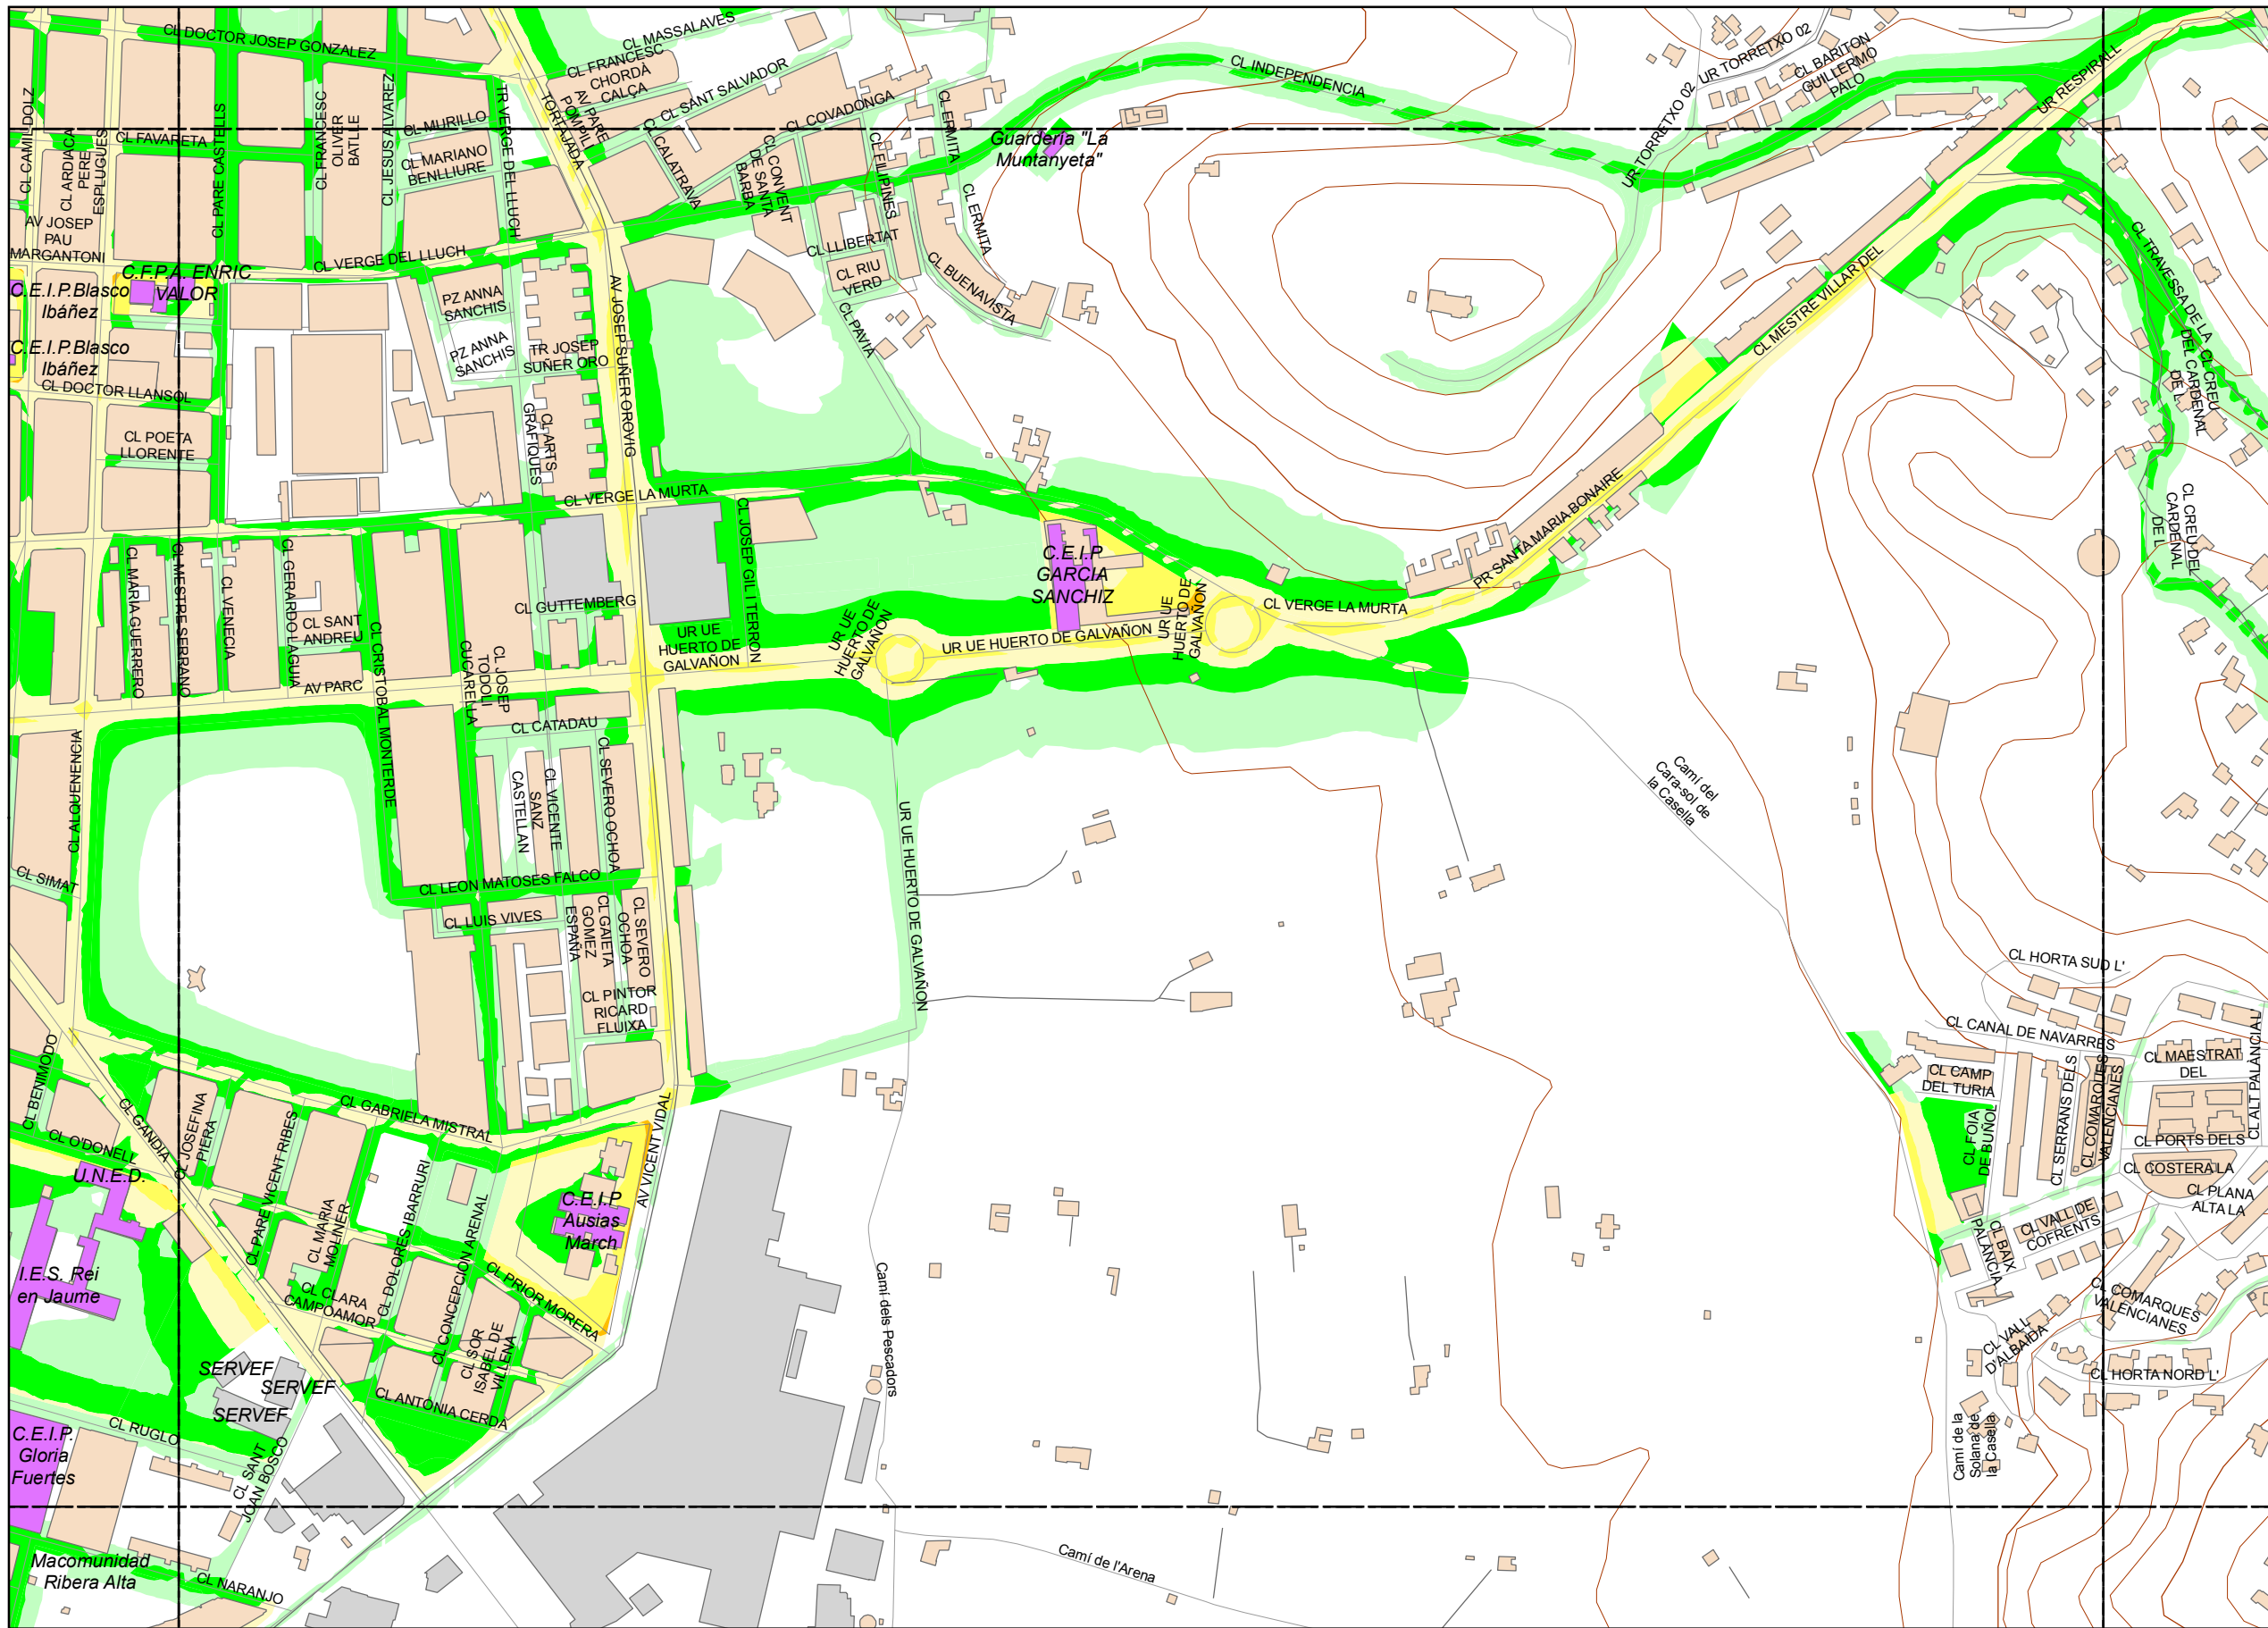 CL DOCTOR JOSEP GONZALEZ
CL MASSALAVES
CL FRANCESC
CHORDÀ
CALÇA
AV PARE
POMPILI
CL SANT SALVADOR
CL INDEPENDENCIA
UR TORRETXO 02
CL BARITON
GUILLERMO
PALO
UR RESPIRALL
CL CAMIL DOLZ
CL ARDIACA
PERE
ESPLUGUES
CL FAVARETA
CL PARE CASTELLS
CL FRANCESC
OLIVER
BATLLE
CL JESUS ALVAREZ
CL MURILLO
CL MARIANO
BENLLIURE
TR VERGE DEL LLUCH
TORTAJADA
CL CALATRAVA
CL CONVENT
DE SANTA
BARBA
CL COVADONGA
CL FILIPINES
CL ERMITA
CL ERMITA
Guardería "La
Muntanyeta"
UR TORRETXO 02
AV JOSEP
PAU
MARGANTONI
CL VERGE DEL LLUCH
C.F.P.A. ENRIC
VALOR
C.E.I.P.Blasco
Ibáñez
C.E.I.P.Blasco
Ibáñez
PZ ANNA
SANCHIS
PZ ANNA
SANCHIS
TR JOSEP
SUÑER ORO
AV JOSEP SUÑER OROVIG
CL LLIBERTAT
CL RIU
VERD
CL BUENAVISTA
CL PAVIA
CL MESTRE VILLAR DEL
CL TRAVESSA DE LA CL CREU
DEL CARDENAL
DE L
CL DOCTOR LLANSOL
CL POETA
LLORENTE
CL ARTS
GRAFIQUES
CL VERGE LA MURTA
CL JOSEP GIL I TERRON
PR SANTA MARIA BONAIRE
CL CREU DEL
CARDENAL
DE L
C.E.I.P
GARCIA
SANCHIZ
CL MARIA GUERRERO
CL MESTRE SERRANO
CL VENECIA
CL GERARDO LAGUIA
CL SANT
ANDREU
CL CRISTOBAL MONTERDE
CL GUTTEMBERG
CL JOSEP
TODOLI
CUCARELLA
UR UE
HUERTO DE
GALVAÑON
UR UE
HUERTO DE
GALVAÑON
UR UE HUERTO DE GALVAÑON
UR UE
HUERTO DE
GALVAÑON
CL VERGE LA MURTA
AV PARC
CL CATADAU
CL ALQUENENCIA
CL VICENTE
SANZ
CASTELLAN
CL SEVERO OCHOA
UR UE HUERTO DE GALVAÑON
Camí del
Cara-sol de
la Casella
CL SIMAT
CL LEON MATOSES FALCO
CL LUIS VIVES
CL GAIETA
GOMEZ
ESPAÑA
CL SEVERO
OCHOA
CL PINTOR
RICARD
FLUIXA
CL HORTA SUD L'
CL CANAL DE NAVARRES
CL MAESTRAT
DEL
CL CAMP
DEL TURIA
CL FOIA
DE BUÑOL
CL SERRANS DELS
CL COMARQUES
VALENCIANES
CL ALT PALANCIA L'
CL PORTS DELS
CL COSTERA LA
CL PLANA
ALTA LA
CL VALL DE
COFRENTS
CL BAIX
PALANCIA
CL COMARQUES
VALENCIANES
CL VALL
D'ALBAIDA
CL HORTA NORD L'
Camí de la
Solana de
la Casella
CL BENIMODO
CL GANDIA
CL JOSEFINA
PIERA
CL GABRIELA MISTRAL
CL O'DONELL
U.N.E.D.
CL PARE VICENT RIBES
CL MARIA
MOLINER
CL DOLORES IBARRURI
CL CONCEPCION ARENAL
C.E.I.P
Ausias
March
AV VICENT VIDAL
I.E.S. Rei
en Jaume
CL CLARA
CAMPOAMOR
CL PRIOR MORERA
CL SOR
ISABEL DE
VILLENA
CL ANTONIA CERDÀ
Camí dels Pescadors
SERVEF
SERVEF
SERVEF
CL RUGLO
C.E.I.P.
Gloria
Fuertes
CL SANT
JOAN BOSCO
Macomunidad
Ribera Alta
CL NARANJO
Camí de l'Arena